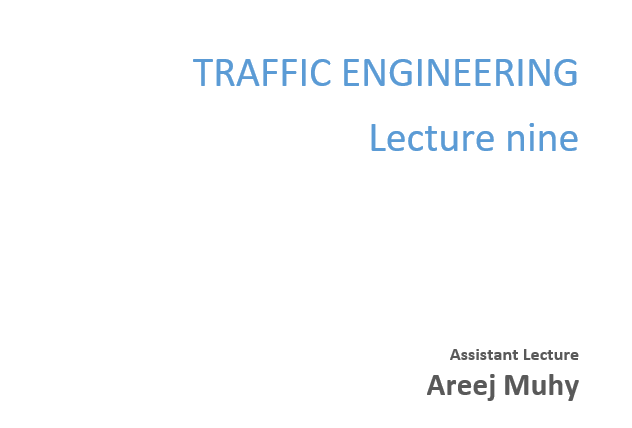 TRAFFIC ENGINEERING
Lecture nine
Assistant Lecture
Areej Muhy